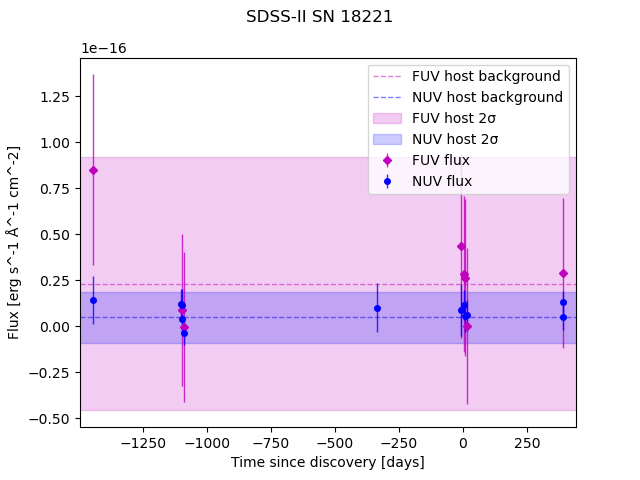 SDSS-II SN 18221
1e−16
FUV host background
NUV host background
FUV host 2σ
NUV host 2σ
FUV flux
NUV flux
1.25
1.00
0.75
0.50
0.25
0.00
−0.25
−0.50
Flux [erg s^-1 Å^-1 cm^-2]
−1250 −1000 −750 −500 −250 0 250
Time since discovery [days]